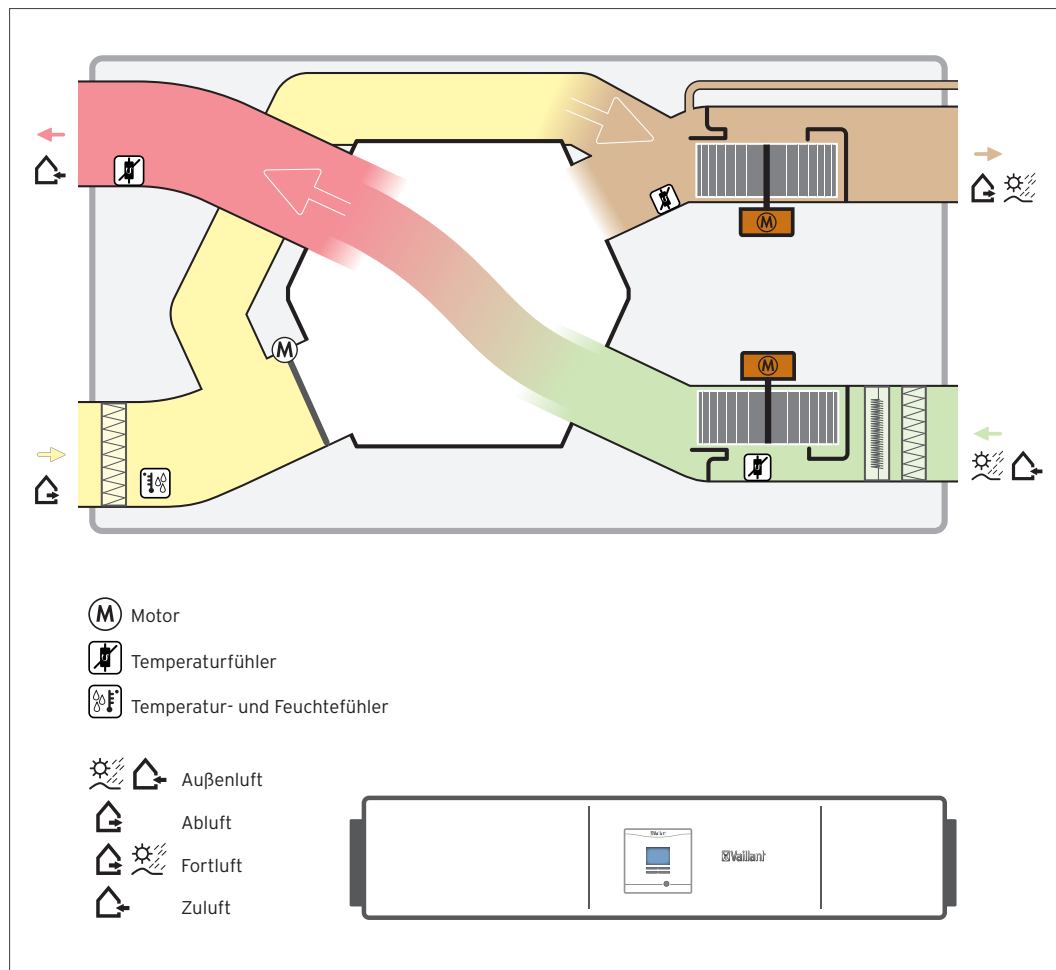 M
M
M
M Motor
Temperaturfühler
Temperatur- und Feuchtefühler
Außenluft
Abluft
Fortluft
Zuluft
Vaillant